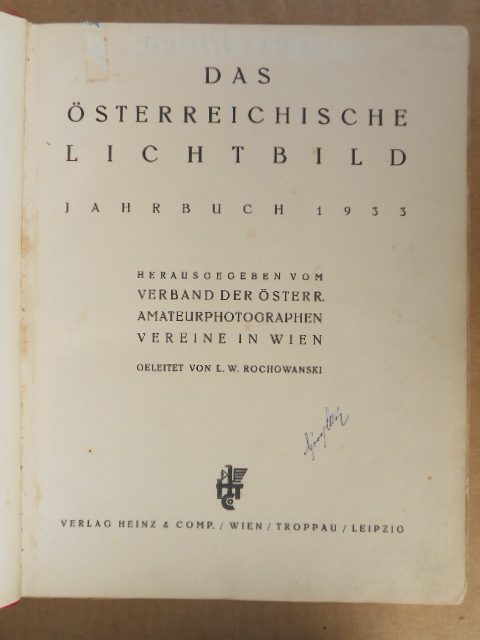 DAS
ÖSTERREICHISCHE
LICHTBILD
JAHRBUCH 1933
HERAUSGEGEBEN VOM
VERBAND DER ÖSTERR.
AMATEURPHOTOGRAPHEN
VEREINE IN WIEN
GELEITET VON L. W. ROCHOWANSKI
VERLAG HEINZ & COMP. / WIEN / TROPPAU / LEIPZIG